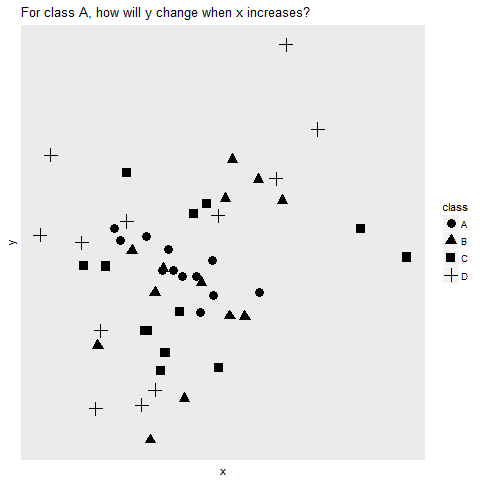 For class A, how will y change when x increases?
y
x
class
A
B
C
D